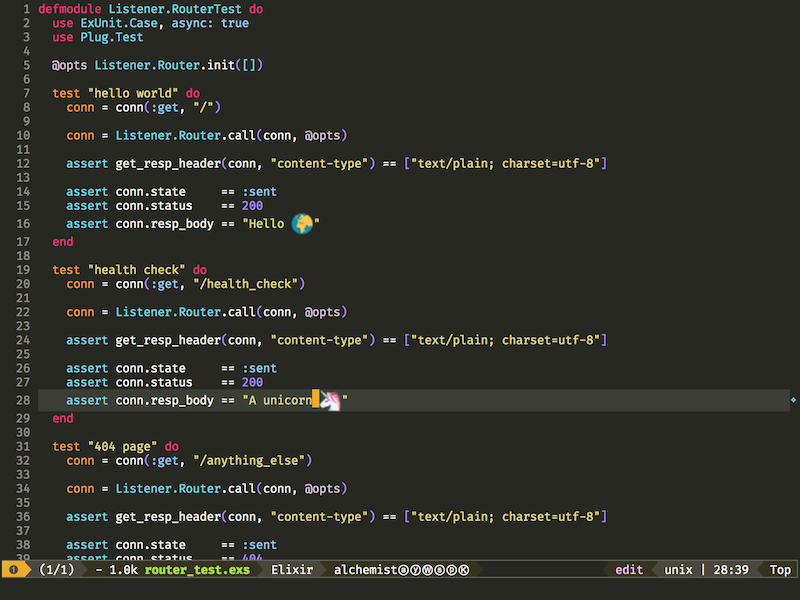 1 defmodule Listener.RouterTest do
2   use ExUnit.Case, async: true
3   use Plug.Test
4
5   @opts Listener.Router.init([])
6
7   test "hello world" do
8     conn = conn(:get, "/")
9
10     conn = Listener.Router.call(conn, @opts)
11
12     assert get_resp_header(conn, "content-type") == ["text/plain; charset=utf-8"]
13
14     assert conn.state     == :sent
15     assert conn.status    == 200
16     assert conn.resp_body == "Hello 🌍"
17   end
18
19   test "health check" do
20     conn = conn(:get, "/health_check")
21
22     conn = Listener.Router.call(conn, @opts)
23
24     assert get_resp_header(conn, "content-type") == ["text/plain; charset=utf-8"]
25
26     assert conn.state     == :sent
27     assert conn.status    == 200
28     assert conn.resp_body == "A unicorn 🦄"
29   end
30
31   test "404 page" do
32     conn = conn(:get, "/anything_else")
33
34     conn = Listener.Router.call(conn, @opts)
35
36     assert get_resp_header(conn, "content-type") == ["text/plain; charset=utf-8"]
37
38     assert conn.state     == :sent
39     assert conn.status    == 404
❶ (1/1) - 1.0k router_test.exs Elixir alchemistⓐⓨⓌⓢⓟⓀ edit unix | 28:39 Top